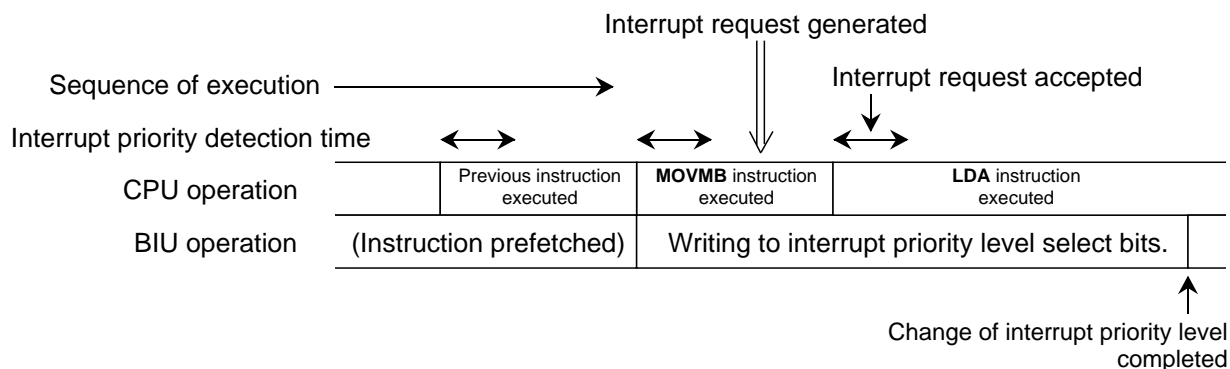 Interrupt request generated
Sequence of execution
Interrupt request accepted
Interrupt priority detection time
CPU operation
Previous instruction
executed
MOVMB instruction
executed
LDA instruction
executed
BIU operation
(Instruction prefetched)
Writing to interrupt priority level select bits.
Change of interrupt priority level
completed